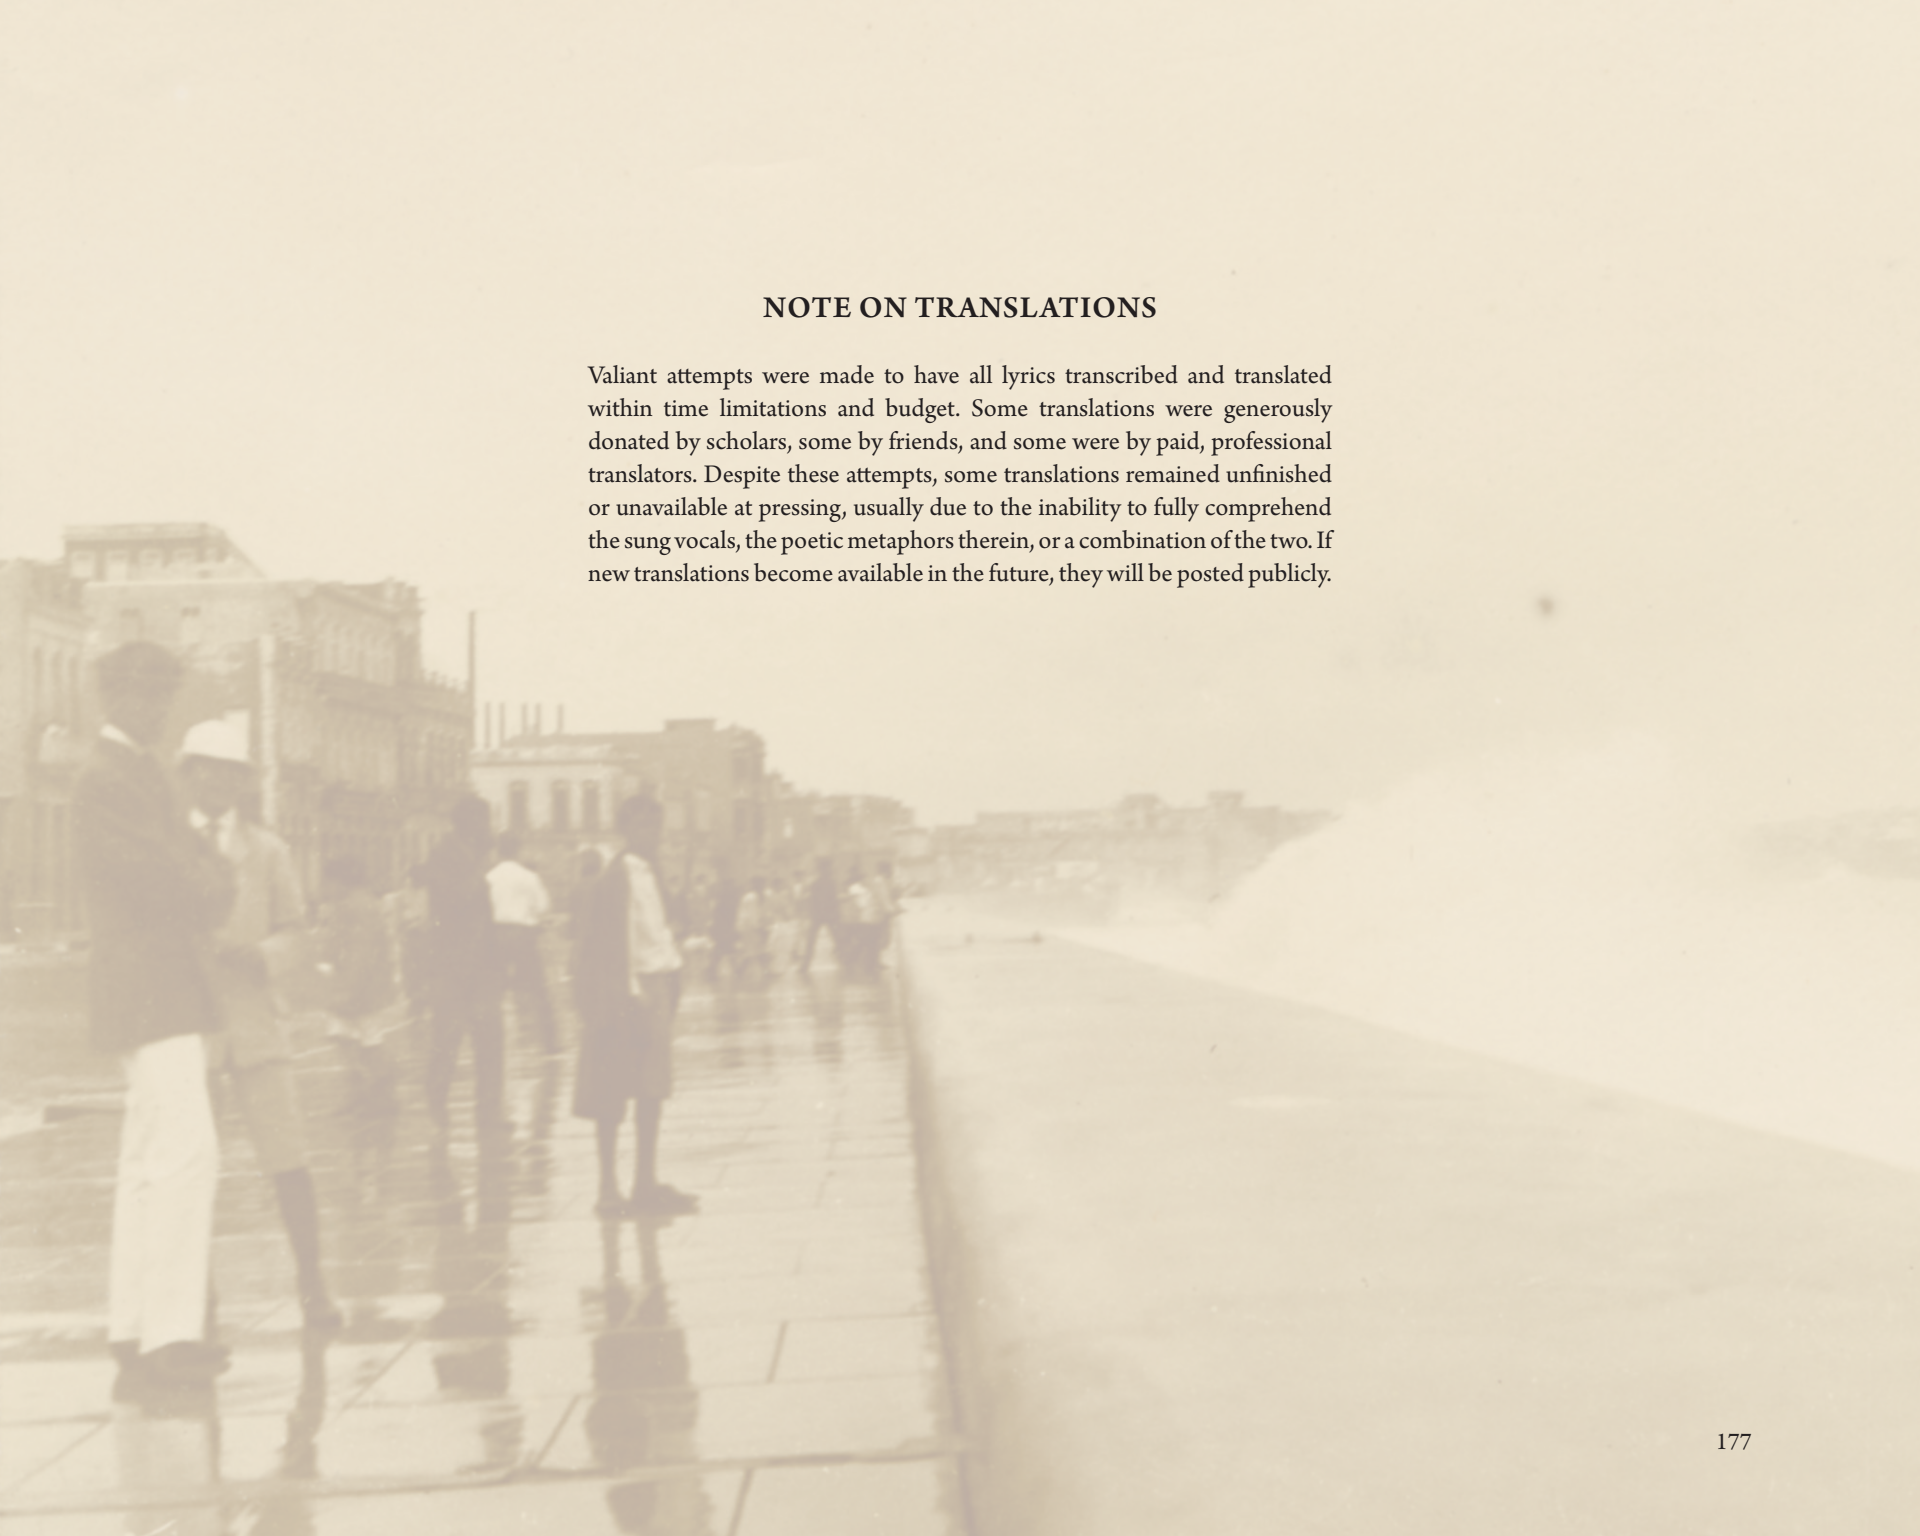 NOTE ON TRANSLATIONS
Valiant attempts were made to have all lyrics transcribed and translated
within time limitations and budget. Some translations were generously
donated by scholars, some by friends, and some were by paid, professional
translators. Despite these attempts, some translations remained unfinished
or unavailable at pressing, usually due to the inability to fully comprehend
the sung vocals, the poetic metaphors therein, or a combination of the two. If
new translations become available in the future, they will be posted publicly.
177